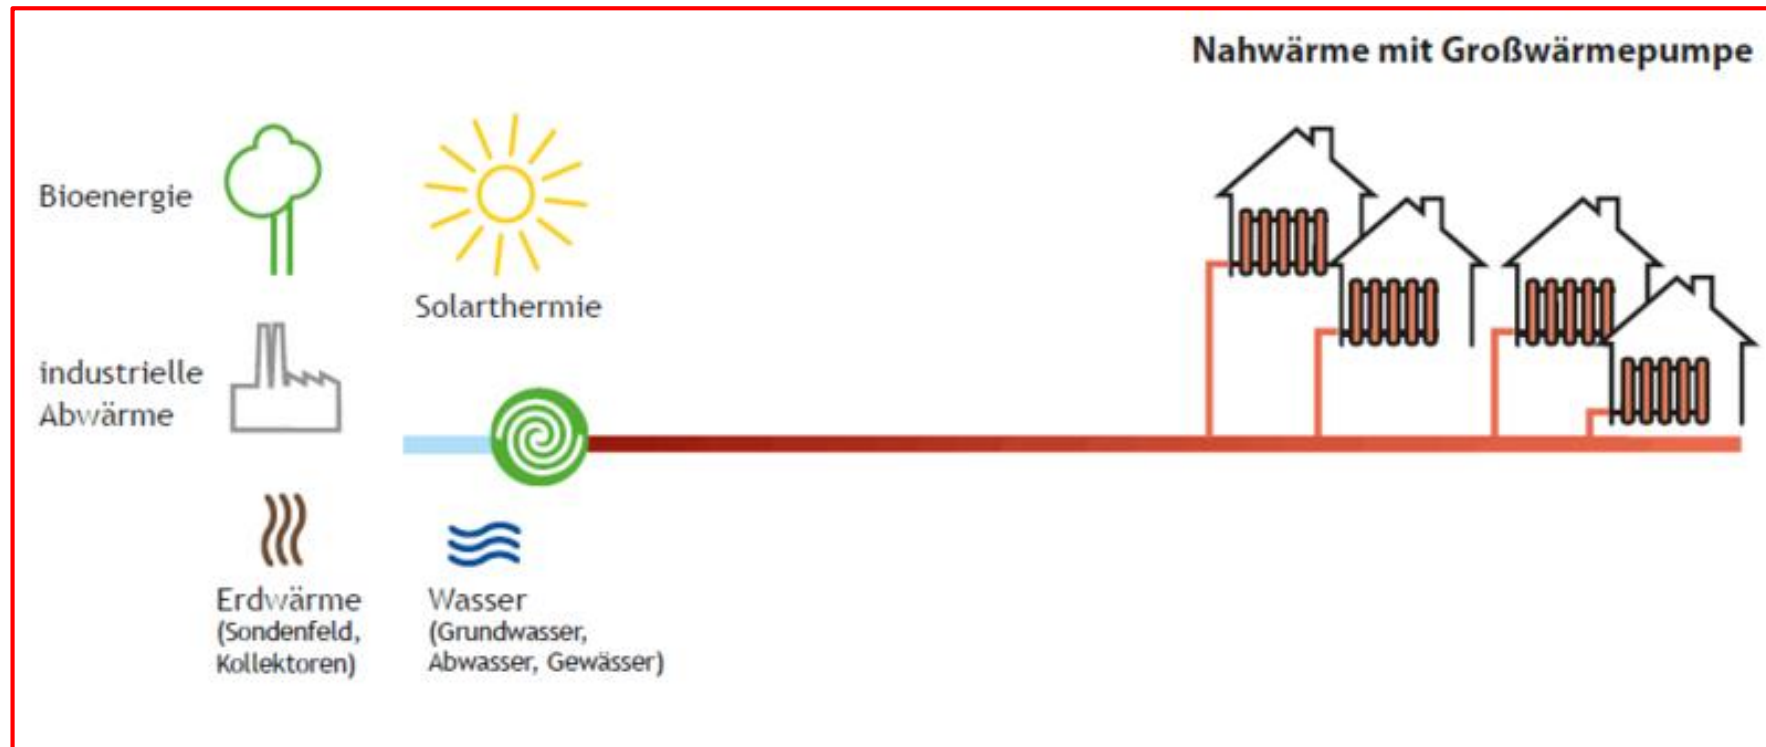 Nahwärme mit Großwärmepumpe
Bioenergie
Solarthermie
industrielle
Abwärme
Erdwärme
(Sondenfeld,
Kollektoren)
Wasser
(Grundwasser,
Abwasser, Gewässer)